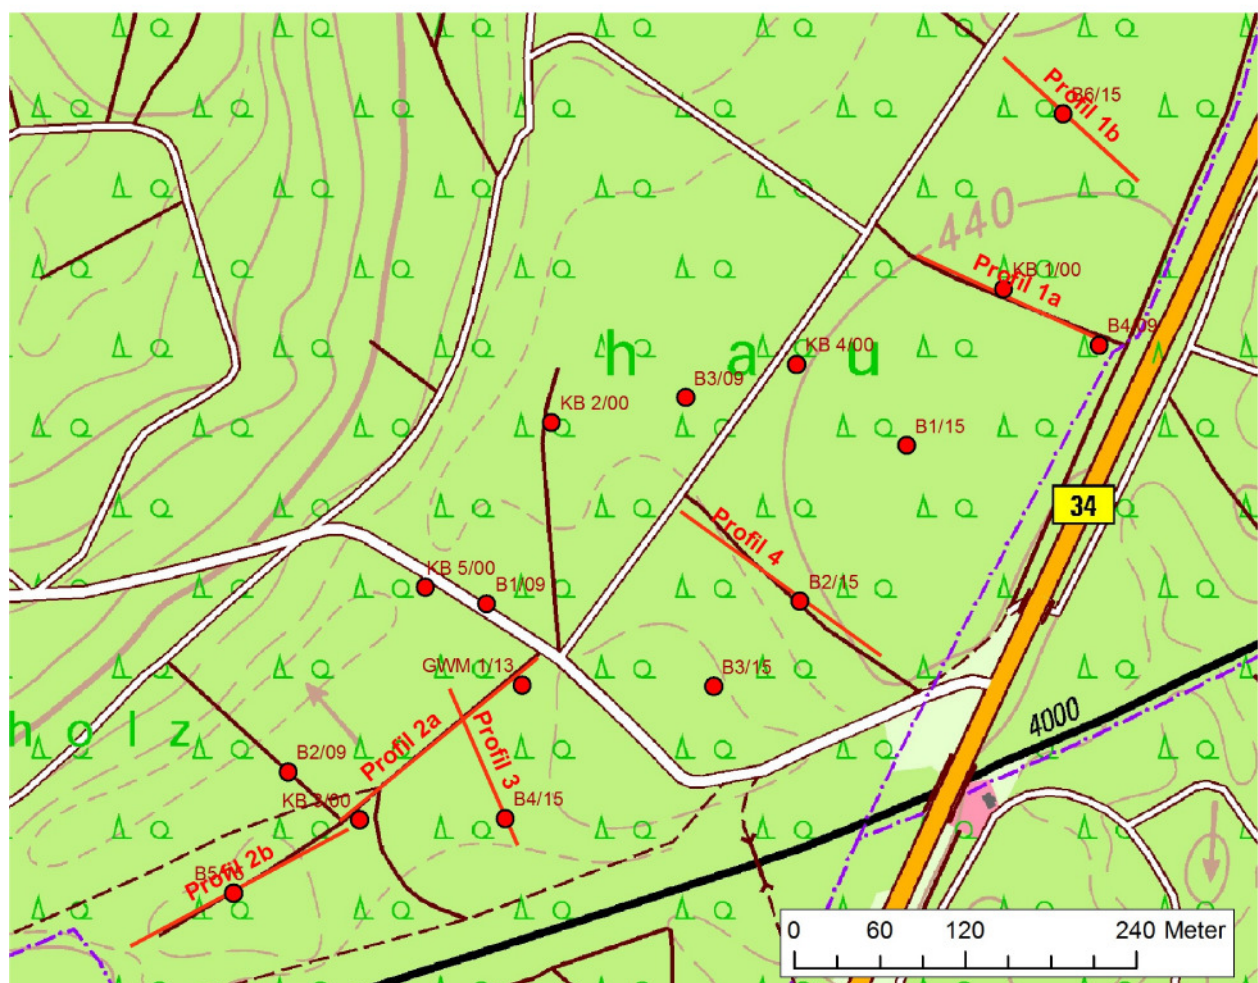 B6/15
Profil 1b
440
KB 1/00
Profil 1a
B4/09
h a u
KB 4/00
B3/09
KB 2/00
B1/15
34
Profil 4
KB 5/00
B1/09
B2/15
GWM 1/13
B3/15
Profil 2a
Profil 3
4000
h o l z
B2/09
KB 3/00
B4/15
Profil 2b
0 60 120 240 Meter